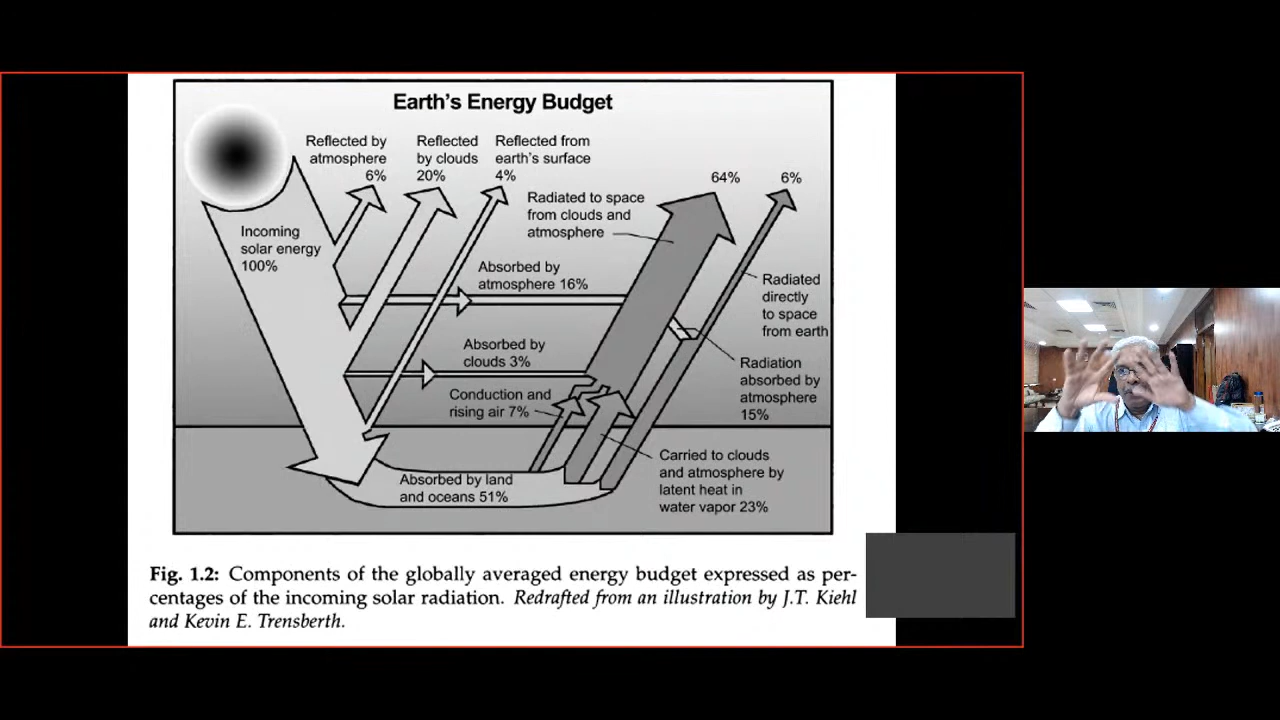 Earth's Energy Budget
Reflected by
atmosphere
6%
Reflected
by clouds
20%
Reflected from
earth's surface
4%
Radiated to space
from clouds and
atmosphere
64%
6%
Incoming
solar energy
100%
Absorbed by
atmosphere 16%
Radiated
directly
to space
from earth
Absorbed by
clouds 3%
Radiation
absorbed by
atmosphere
15%
Conduction and
rising air 7%
Carried to clouds
and atmosphere by
latent heat in
water vapor 23%
Absorbed by land
and oceans 51%
Fig. 1.2: Components of the globally averaged energy budget expressed as per-
centages of the incoming solar radiation. Redrafted from an illustration by J.T. Kiehl
and Kevin E. Trensberth.